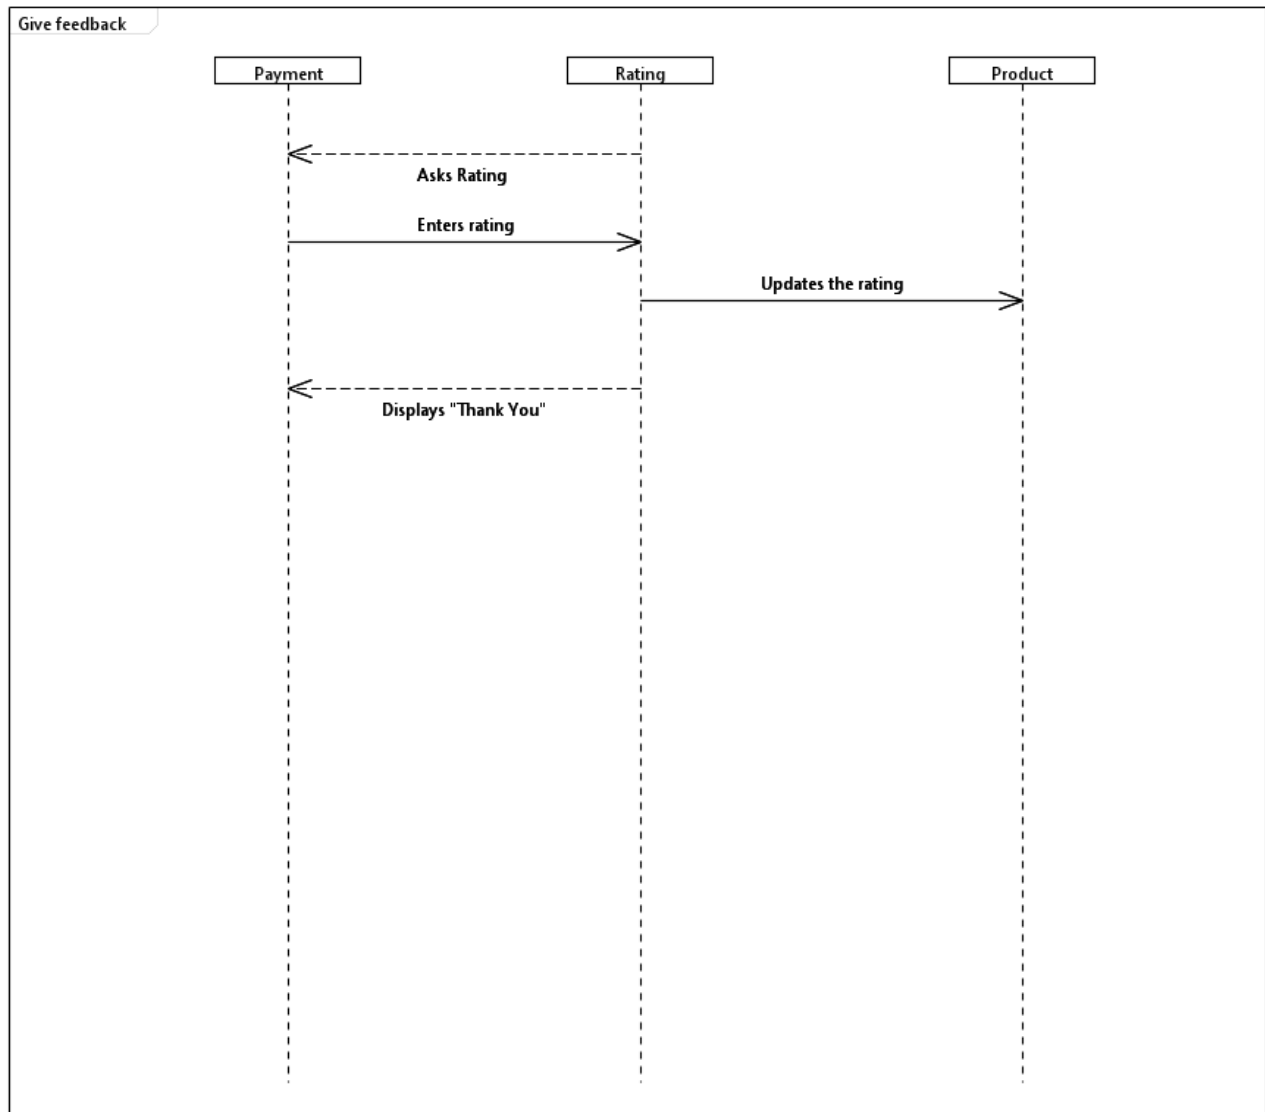 Give feedback
Payment
Rating
Product
Asks Rating
Enters rating
Updates the rating
Displays "Thank You"